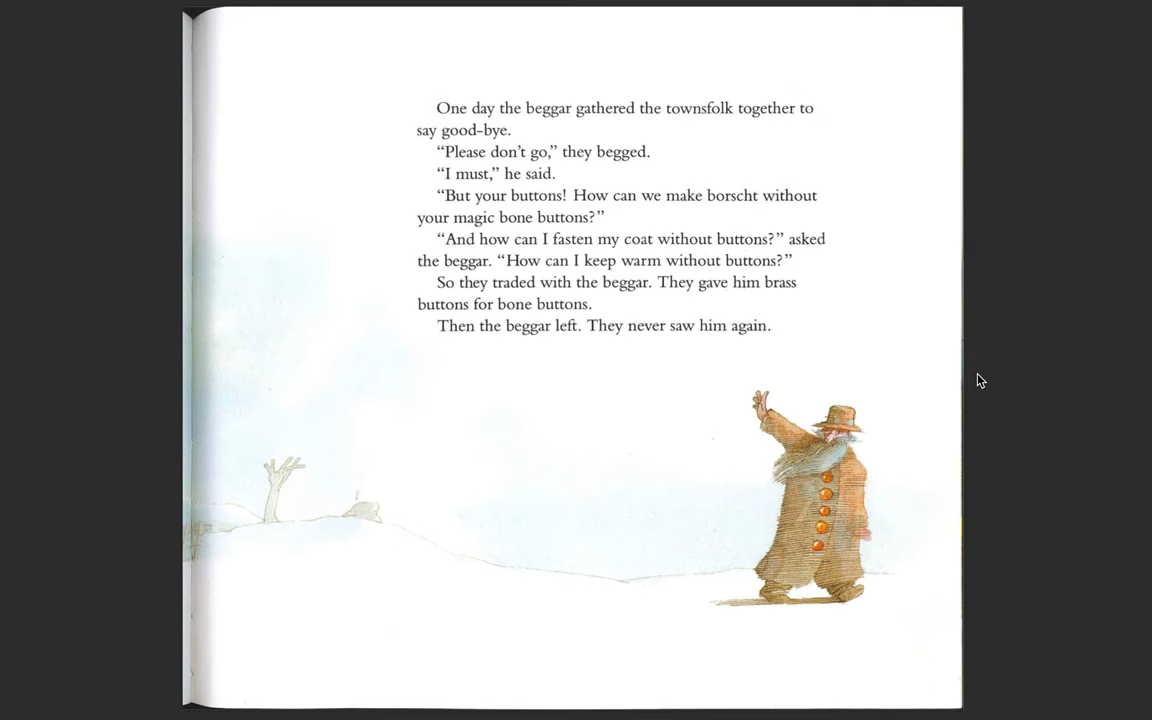 One day the beggar gathered the townsfolk together to
say good-bye.
“Please don’t go,” they begged.
“I must,” he said.
“But your buttons! How can we make borscht without
your magic bone buttons?”
“And how can I fasten my coat without buttons?” asked
the beggar. “How can I keep warm without buttons?”
So they traded with the beggar. They gave him brass
buttons for bone buttons.
Then the beggar left. They never saw him again.